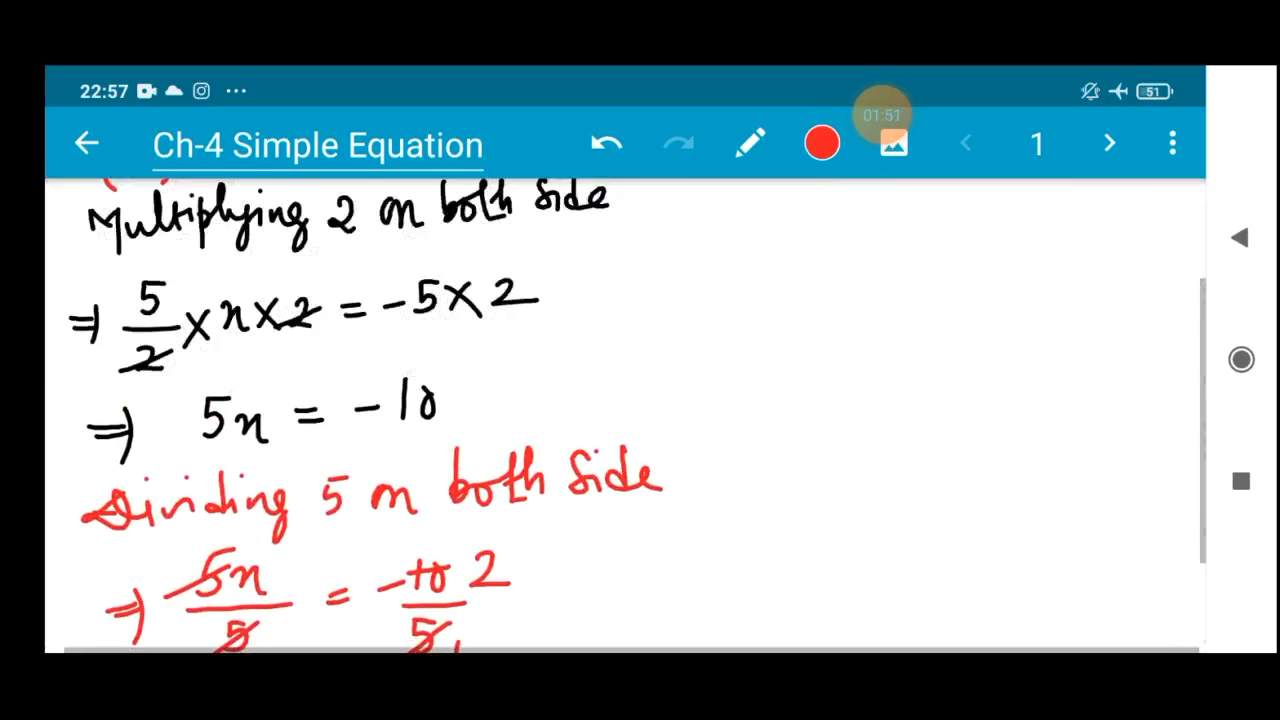 22:57 ... 51
01:51
Ch-4 Simple Equation 1
Multiplying 2 on both side
⇒ 5/2 × x × 2 = -5 × 2
⇒ 5x = -10
Dividing 5 on both side
⇒ 5x/5 = -10/5 2 1